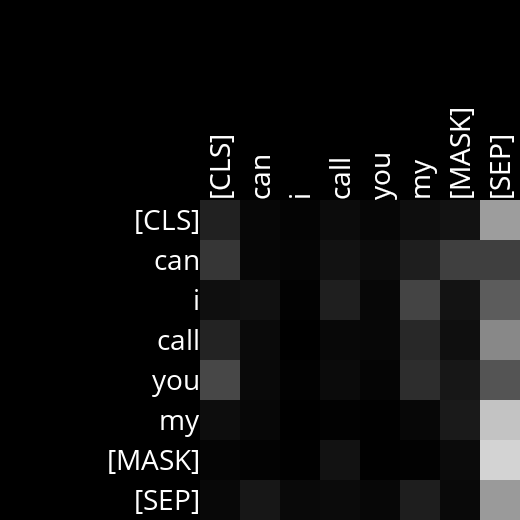 [CLS] can i call you my [MASK] [SEP]
[CLS]
can
i
call
you
my
[MASK]
[SEP]